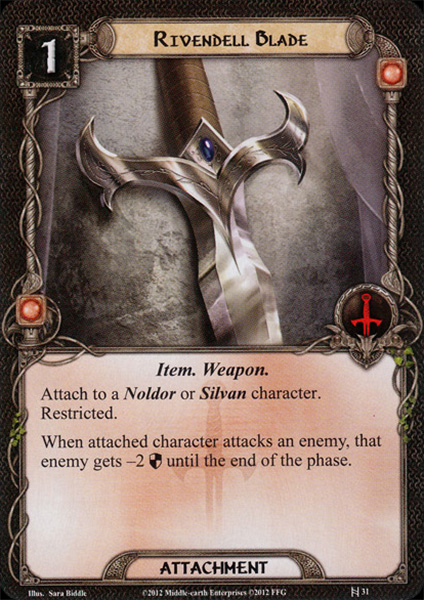 1
RIVENDELL BLADE
Item. Weapon.
Attach to a Noldor or Silvan character.
Restricted.
When attached character attacks an enemy, that
enemy gets –2 until the end of the phase.
ATTACHMENT
Illus. Sara Biddle ©2012 Middle-earth Enterprises ©2012 FFG 31